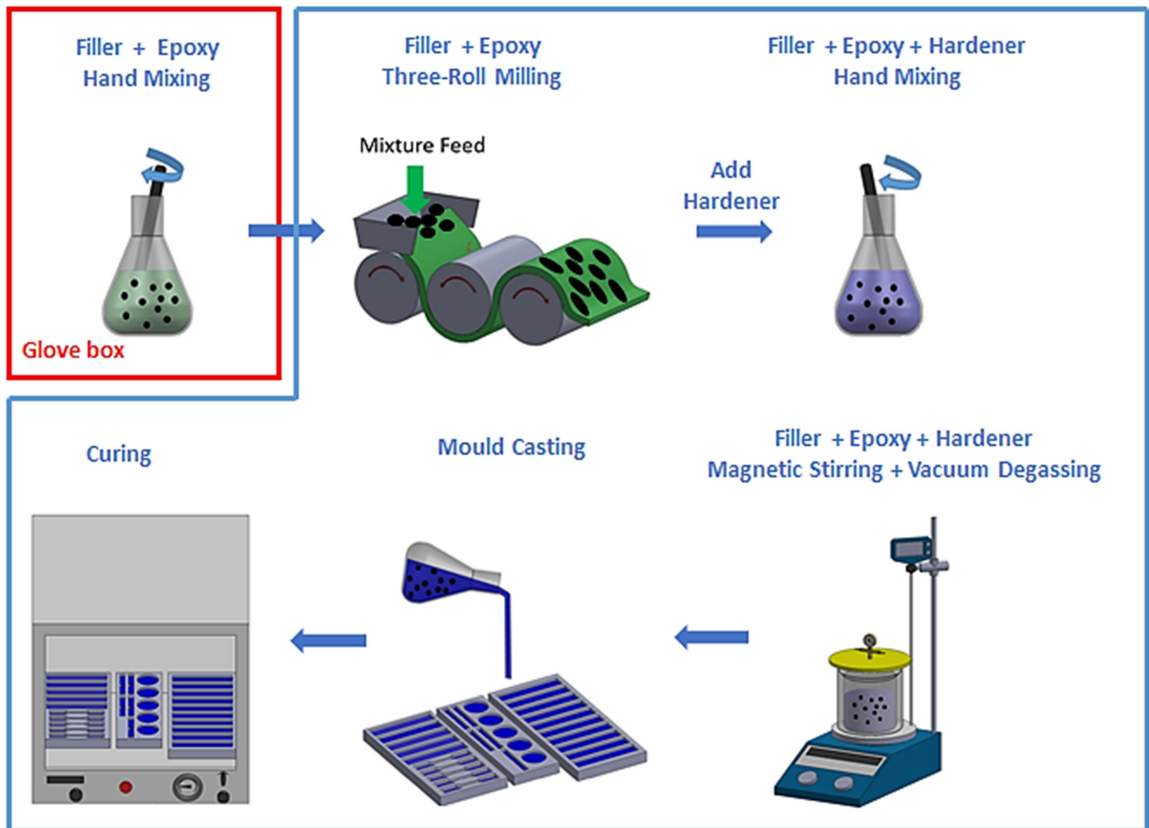 Filler + Epoxy
Hand Mixing
Glove box
Filler + Epoxy
Three-Roll Milling
Mixture Feed
Add
Hardener
Filler + Epoxy + Hardener
Hand Mixing
Filler + Epoxy + Hardener
Magnetic Stirring + Vacuum Degassing
Mould Casting
Curing